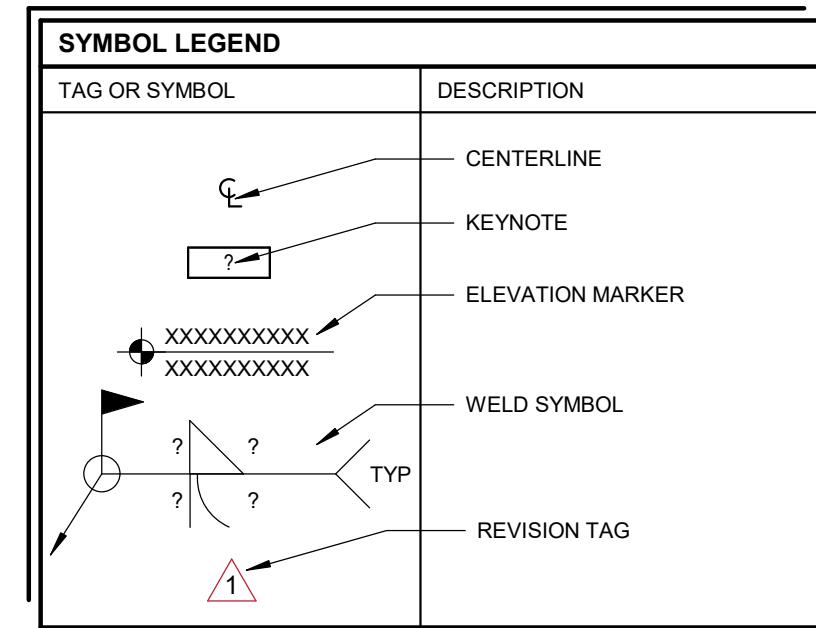 SYMBOL LEGEND
TAG OR SYMBOL DESCRIPTION
℄ CENTERLINE
? KEYNOTE
XXXXXXXXXX ELEVATION MARKER
XXXXXXXXXX
WELD SYMBOL
? ?
TYP
? ?
REVISION TAG
1